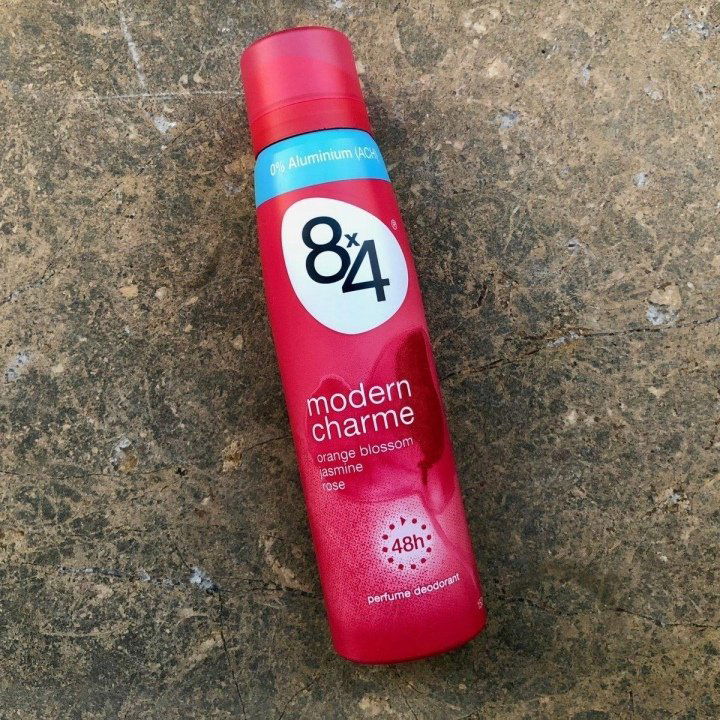 0% Aluminium (ACH)
8x4
®
modern
charme
orange blossom
jasmine
rose
48h
perfume deodorant